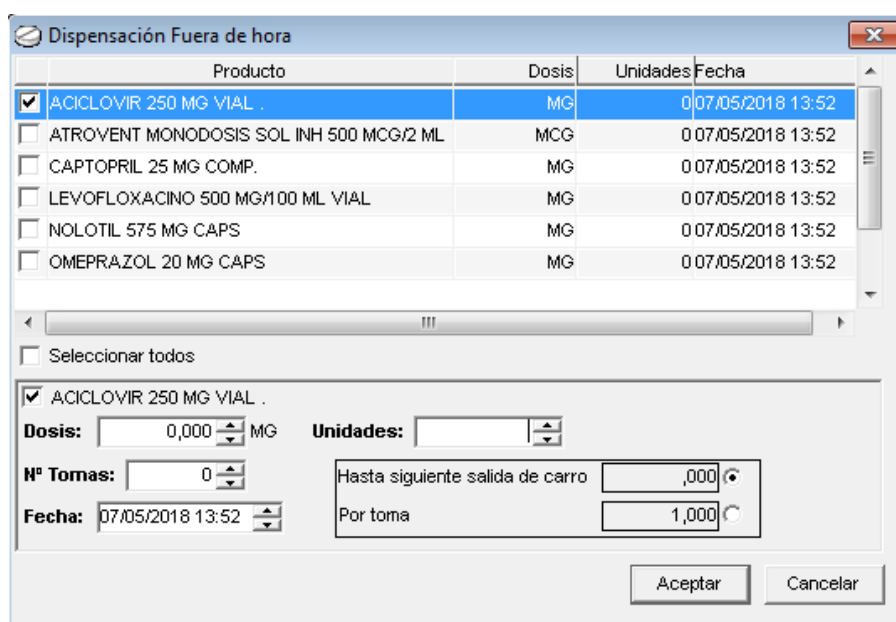 Dispensación Fuera de hora
Producto Dosis Unidades Fecha
ACICLOVIR 250 MG VIAL . MG 0 07/05/2018 13:52
ATROVENT MONODOSIS SOL INH 500 MCG/2 ML MCG 0 07/05/2018 13:52
CAPTOPRIL 25 MG COMP. MG 0 07/05/2018 13:52
LEVOFLOXACINO 500 MG/100 ML VIAL MG 0 07/05/2018 13:52
NOLOTIL 575 MG CAPS MG 0 07/05/2018 13:52
OMEPRAZOL 20 MG CAPS MG 0 07/05/2018 13:52
Seleccionar todos
ACICLOVIR 250 MG VIAL .
Dosis: 0,000 MG Unidades:
Nº Tomas: 0 Hasta siguiente salida de carro ,000
Fecha: 07/05/2018 13:52 Por toma 1,000
Aceptar Cancelar